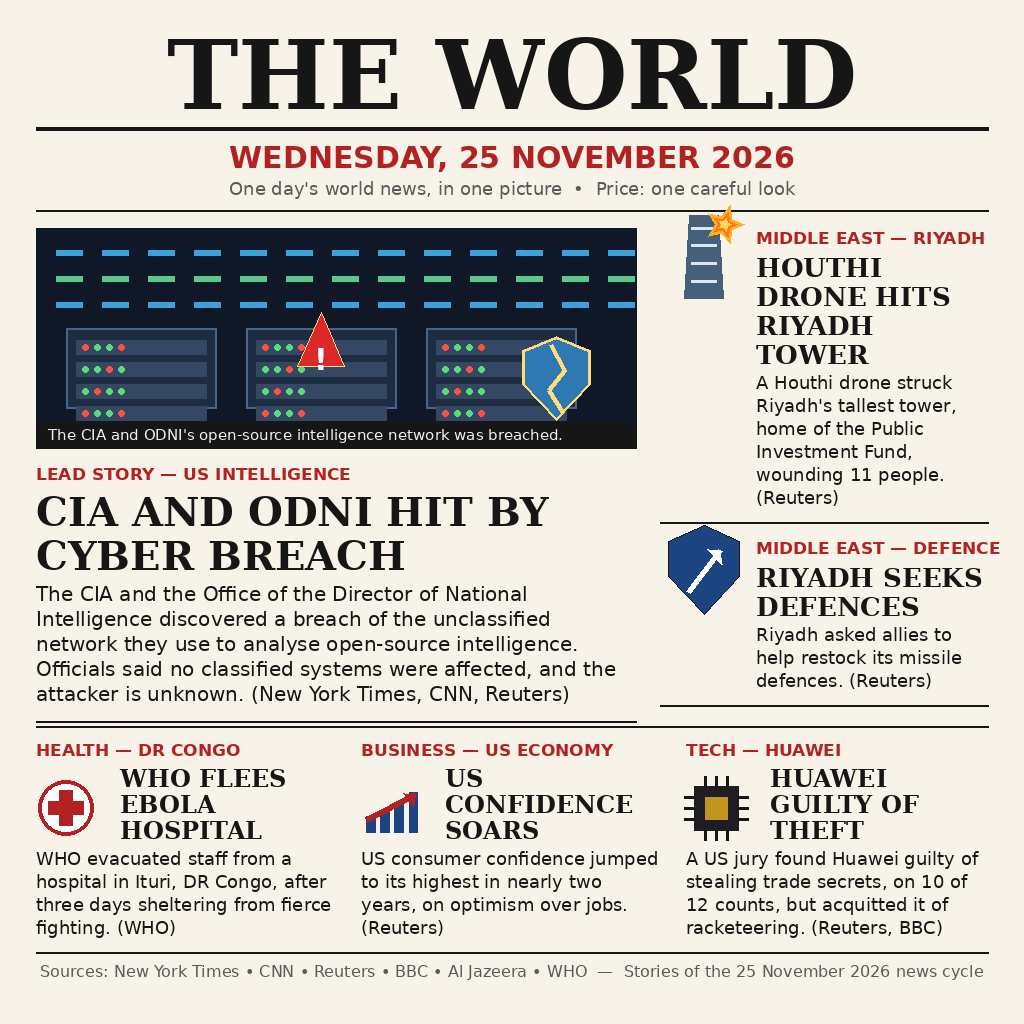 THE WORLD
WEDNESDAY, 25 NOVEMBER 2026
One day's world news, in one picture • Price: one careful look
!
The CIA and ODNI's open-source intelligence network was breached.
LEAD STORY — US INTELLIGENCE
CIA AND ODNI HIT BY
CYBER BREACH
The CIA and the Office of the Director of National
Intelligence discovered a breach of the unclassified
network they use to analyse open-source intelligence.
Officials said no classified systems were affected, and the
attacker is unknown. (New York Times, CNN, Reuters)
MIDDLE EAST — RIYADH
HOUTHI
DRONE HITS
RIYADH
TOWER
A Houthi drone struck
Riyadh's tallest tower,
home of the Public
Investment Fund,
wounding 11 people.
(Reuters)
MIDDLE EAST — DEFENCE
RIYADH SEEKS
DEFENCES
Riyadh asked allies to
help restock its missile
defences. (Reuters)
HEALTH — DR CONGO
WHO FLEES
EBOLA
HOSPITAL
WHO evacuated staff from a
hospital in Ituri, DR Congo, after
three days sheltering from fierce
fighting. (WHO)
BUSINESS — US ECONOMY
US
CONFIDENCE
SOARS
US consumer confidence jumped
to its highest in nearly two
years, on optimism over jobs.
(Reuters)
TECH — HUAWEI
HUAWEI
GUILTY OF
THEFT
A US jury found Huawei guilty of
stealing trade secrets, on 10 of
12 counts, but acquitted it of
racketeering. (Reuters, BBC)
Sources: New York Times • CNN • Reuters • BBC • Al Jazeera • WHO — Stories of the 25 November 2026 news cycle